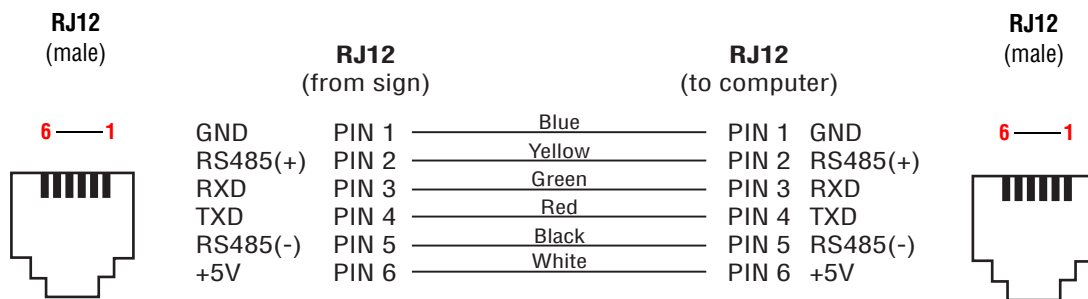 RJ12
(male)
RJ12
(male)
RJ12
(from sign)
RJ12
(to computer)
6 1
6 1
GND PIN 1 Blue PIN 1 GND
RS485(+) PIN 2 Yellow PIN 2 RS485(+)
RXD PIN 3 Green PIN 3 RXD
TXD PIN 4 Red PIN 4 TXD
RS485(-) PIN 5 Black PIN 5 RS485(-)
+5V PIN 6 White PIN 6 +5V